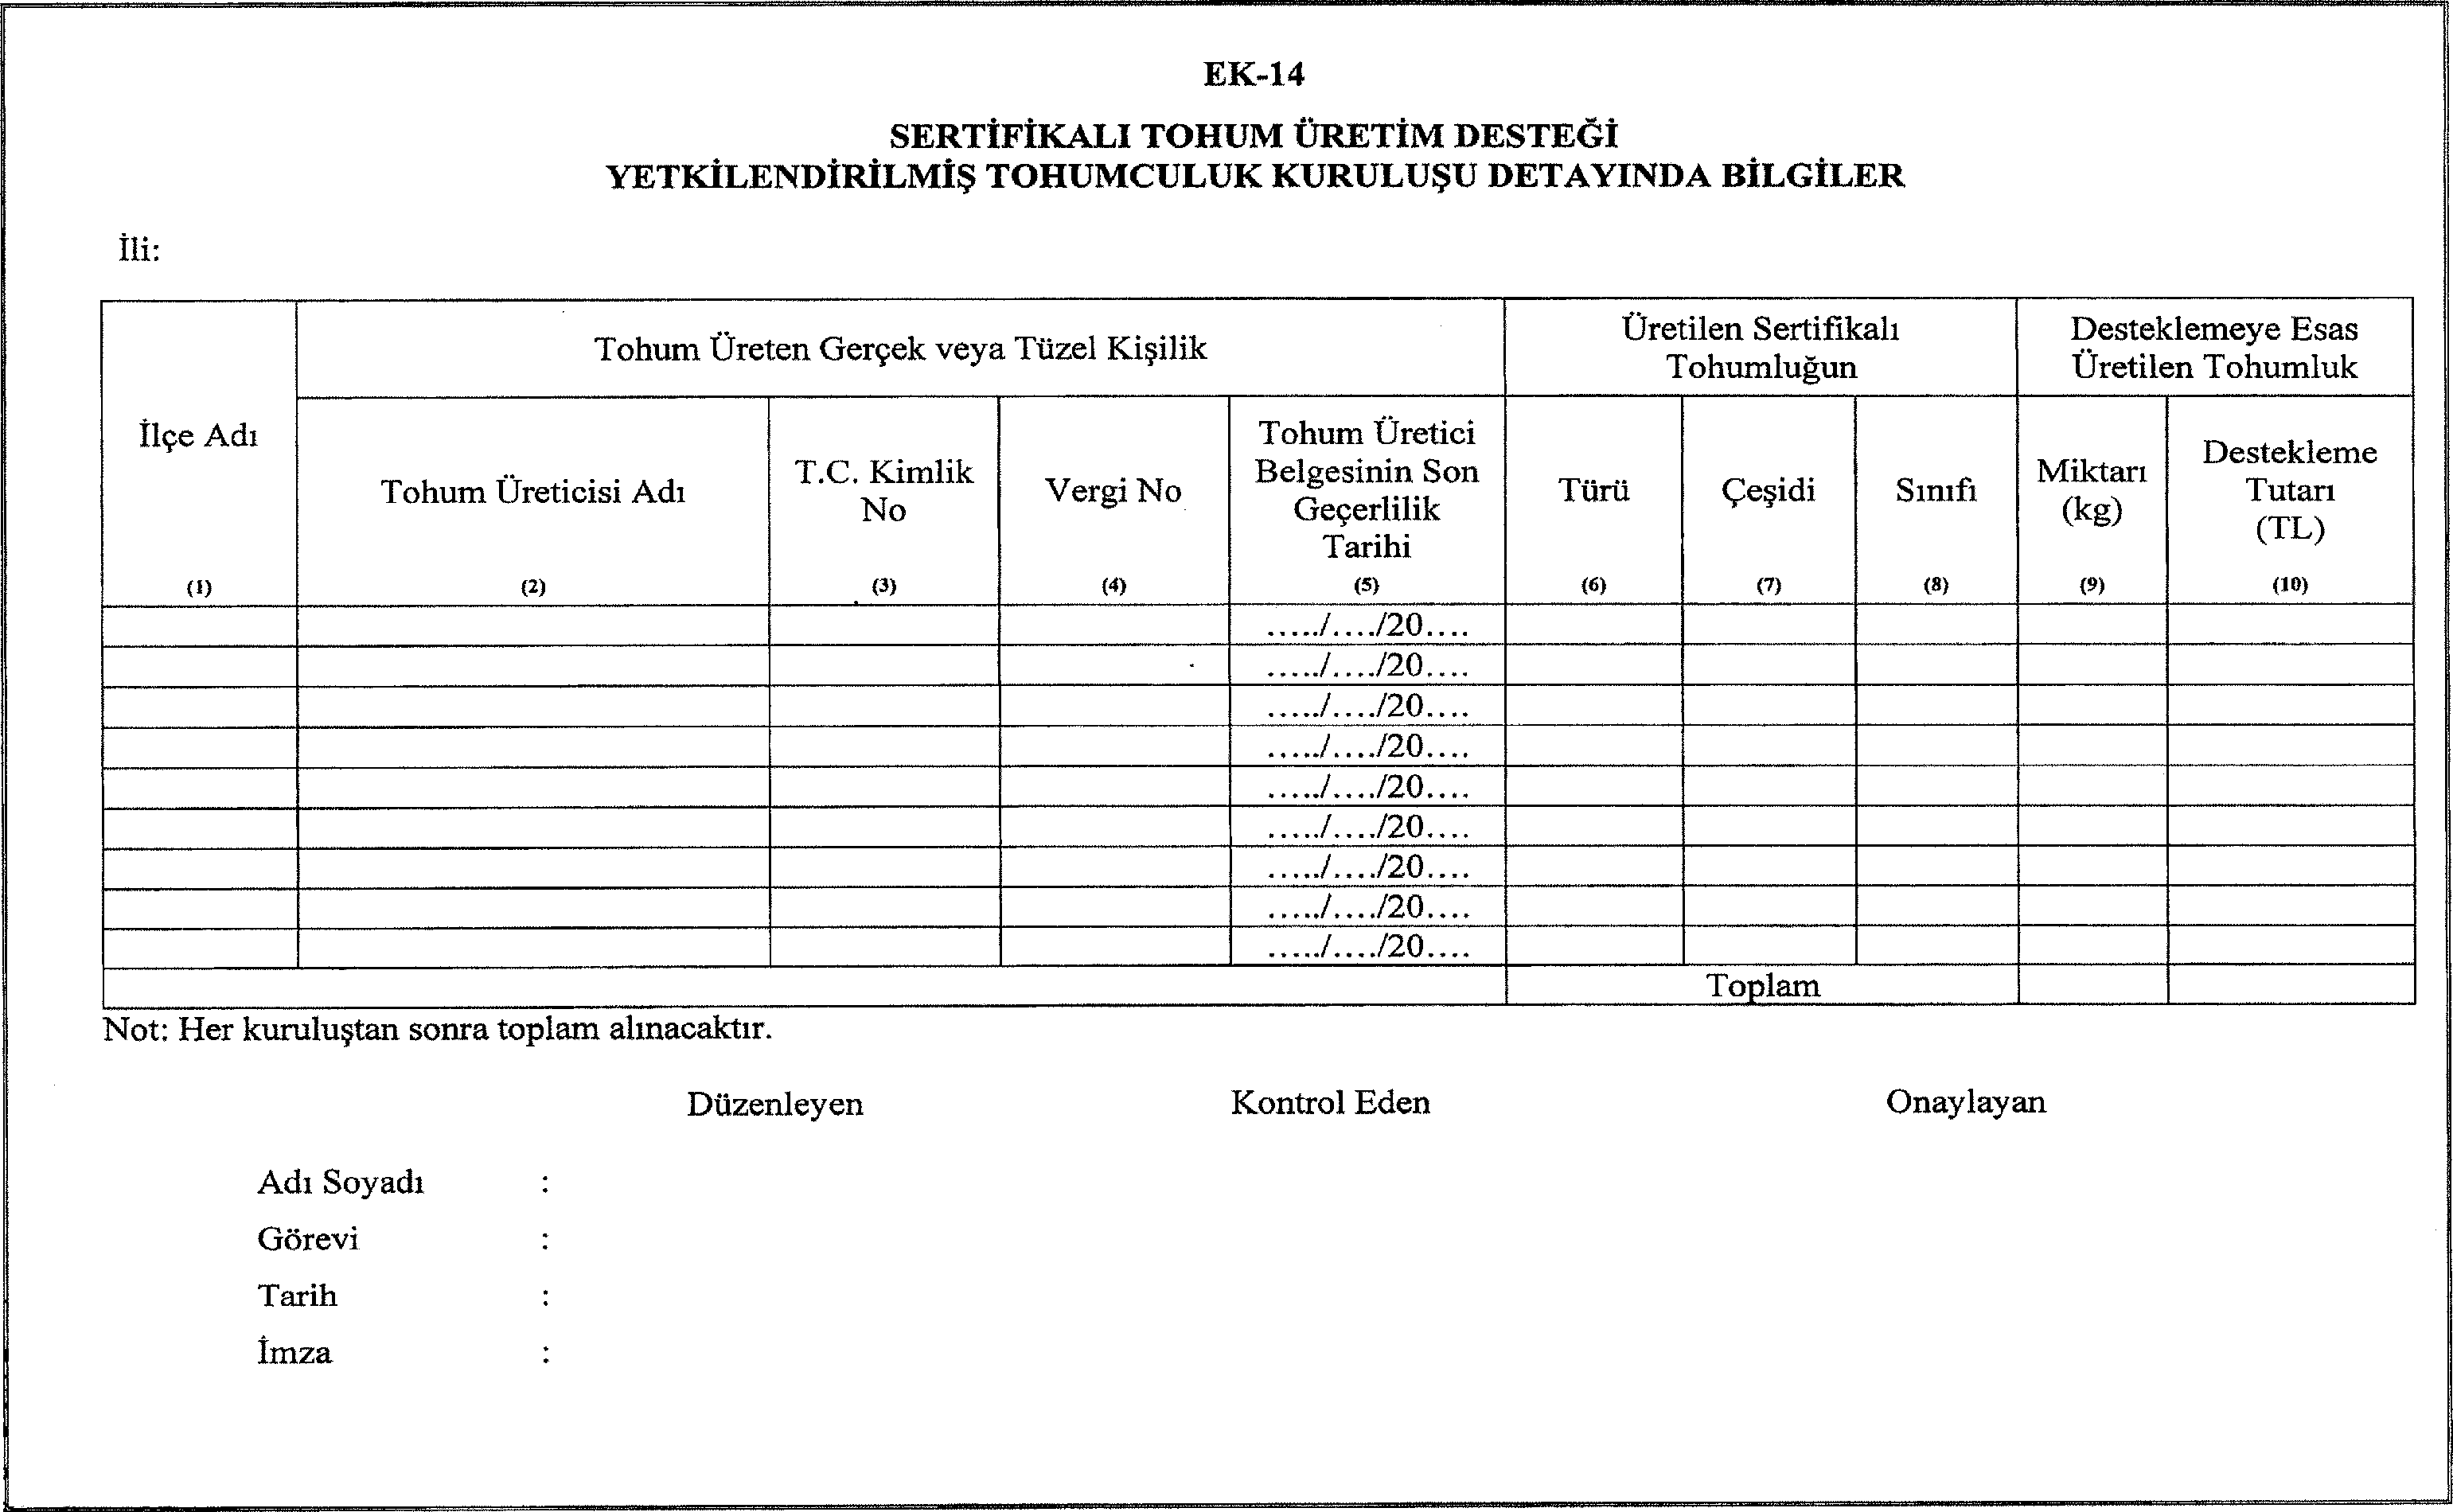 EK-14
SERTİFİKALI TOHUM ÜRETİM DESTEĞİ
YETKİLENDİRİLMİŞ TOHUMCULUK KURULUŞU DETAYINDA BİLGİLER
İli:
İlçe Adı
(1)
Tohum Üreten Gerçek veya Tüzel Kişilik
Üretilen Sertifikalı
Tohumluğun
Desteklemeye Esas
Üretilen Tohumluk
Tohum Üreticisi Adı
(2)
T.C. Kimlik
No
(3)
Vergi No
(4)
Tohum Üretici
Belgesinin Son
Geçerlilik
Tarihi
(5)
Türü
(6)
Çeşidi
(7)
Sınıfı
(8)
Miktarı
(kg)
(9)
Destekleme
Tutarı
(TL)
(10)
...../..../20....
...../..../20....
...../..../20....
...../..../20....
...../..../20....
...../..../20....
...../..../20....
...../..../20....
...../..../20....
Toplam
Not: Her kuruluştan sonra toplam alınacaktır.
Düzenleyen Kontrol Eden Onaylayan
Adı Soyadı :
Görevi :
Tarih :
İmza :